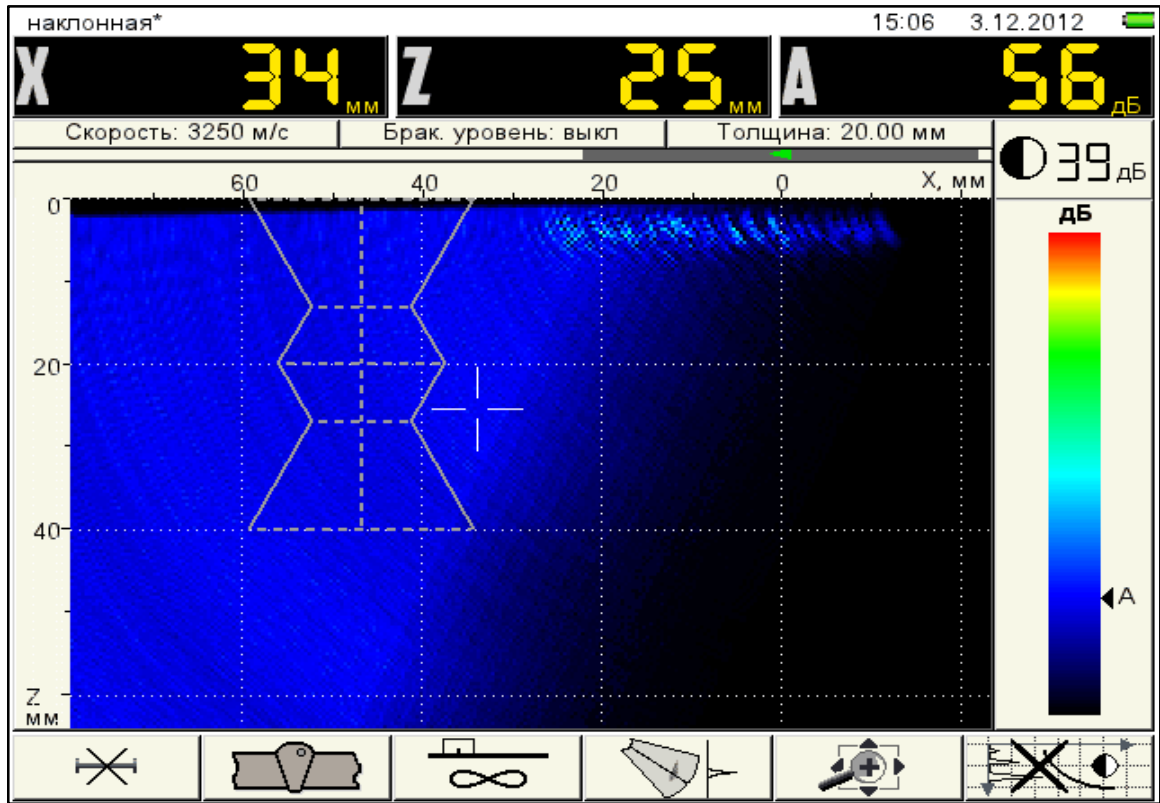 наклонная* 15:06 3.12.2012
X 34 мм Z 25 мм A 56 дБ
Скорость: 3250 м/с Брак. уровень: выкл Толщина: 20.00 мм
39 дБ
60 40 20 0 X, мм
дБ
0
20
40
A
Z
мм